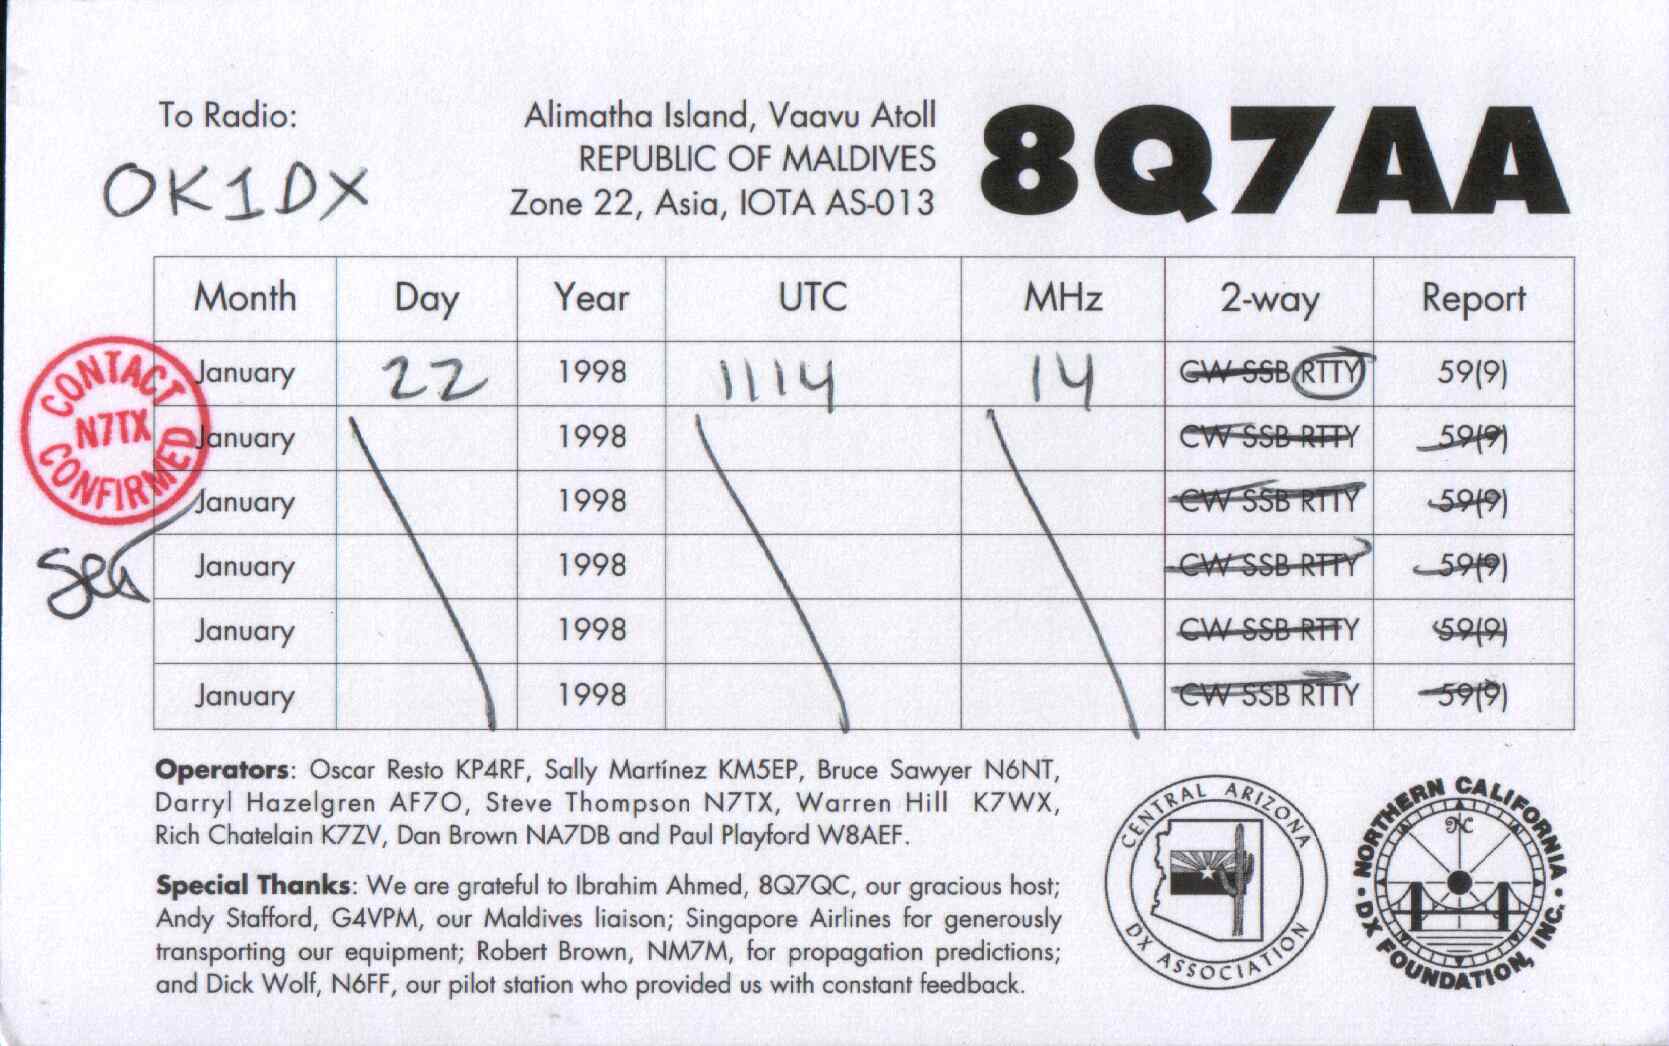 To Radio:
OK1DX
Alimatha Island, Vaavu Atoll
REPUBLIC OF MALDIVES
Zone 22, Asia, IOTA AS-013
8Q7AA
Month Day Year UTC MHz 2-way Report
January 22 1998 1114 14 CW SSB RTTY 59(9)
January 1998 CW SSB RTTY 59(9)
January 1998 CW SSB RTTY 59(9)
January 1998 CW SSB RTTY 59(9)
January 1998 CW SSB RTTY 59(9)
January 1998 CW SSB RTTY 59(9)
CONTACT
N7TX
CONFIRMED
Operators: Oscar Resto KP4RF, Sally Martínez KM5EP, Bruce Sawyer N6NT,
Darryl Hazelgren AF7O, Steve Thompson N7TX, Warren Hill K7WX,
Rich Chatelain K7ZV, Dan Brown NA7DB and Paul Playford W8AEF.
Special Thanks: We are grateful to Ibrahim Ahmed, 8Q7QC, our gracious host;
Andy Stafford, G4VPM, our Maldives liaison; Singapore Airlines for generously
transporting our equipment; Robert Brown, NM7M, for propagation predictions;
and Dick Wolf, N6FF, our pilot station who provided us with constant feedback.
CENTRAL ARIZONA
DX ASSOCIATION
NORTHERN CALIFORNIA
DX FOUNDATION, INC.